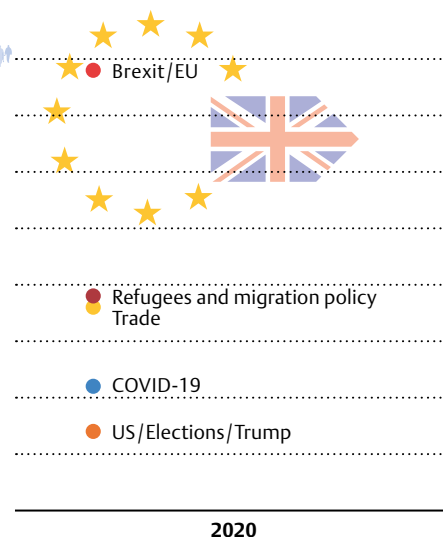 Brexit/EU
Refugees and migration policy
Trade
COVID-19
US/Elections/Trump
2020